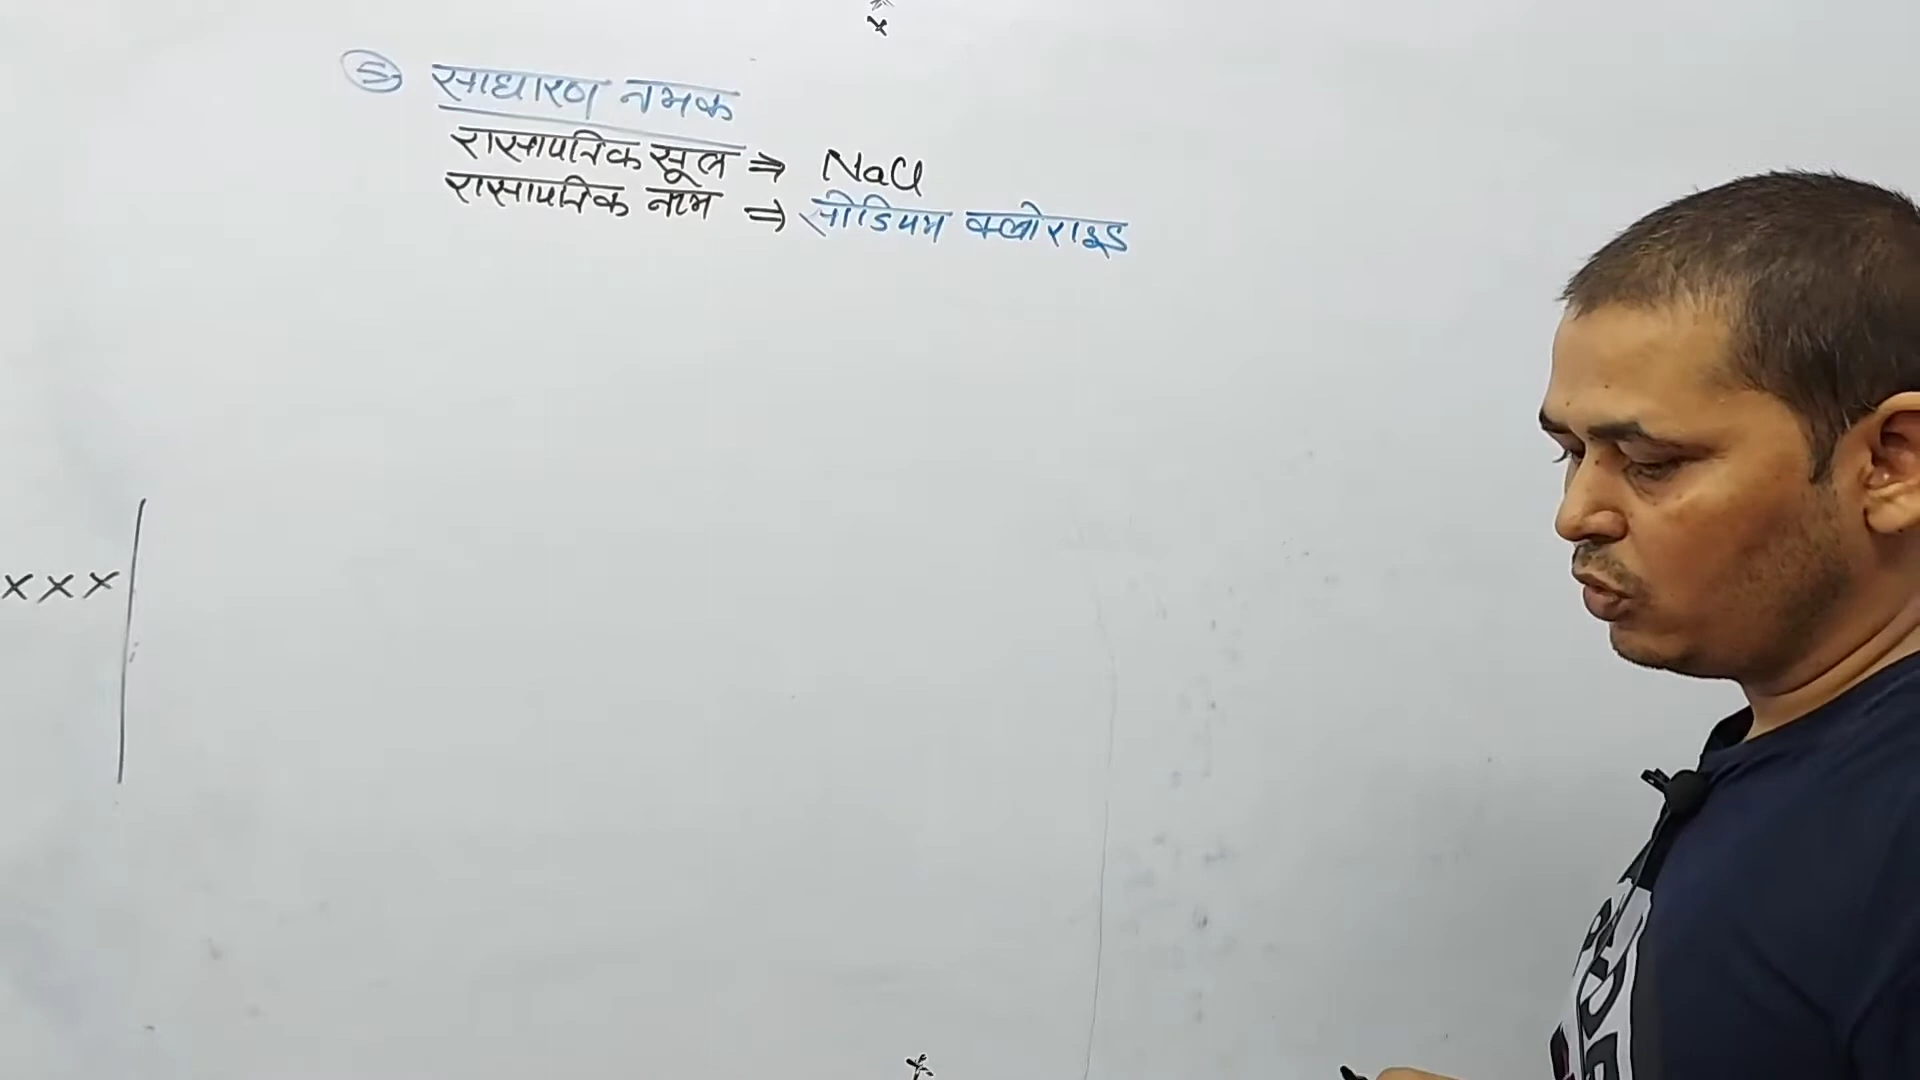 5 साधारण नमक
रासायनिक सूत्र ⇒ NaCl
रासायनिक नाम ⇒ सोडियम क्लोराइड
x x x